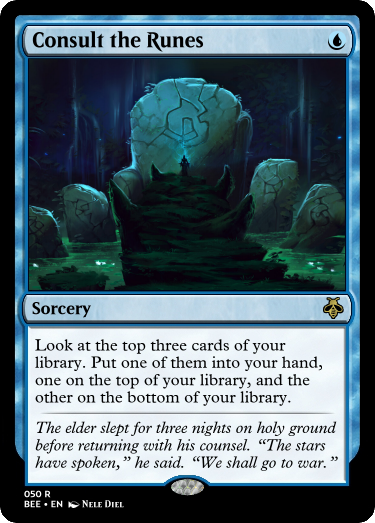 Consult the Runes
Sorcery
Look at the top three cards of your
library. Put one of them into your hand,
one on the top of your library, and the
other on the bottom of your library.
The elder slept for three nights on holy ground
before returning with his counsel. “The stars
have spoken,” he said. “We shall go to war.”
050 R
BEE • EN Nele Diel